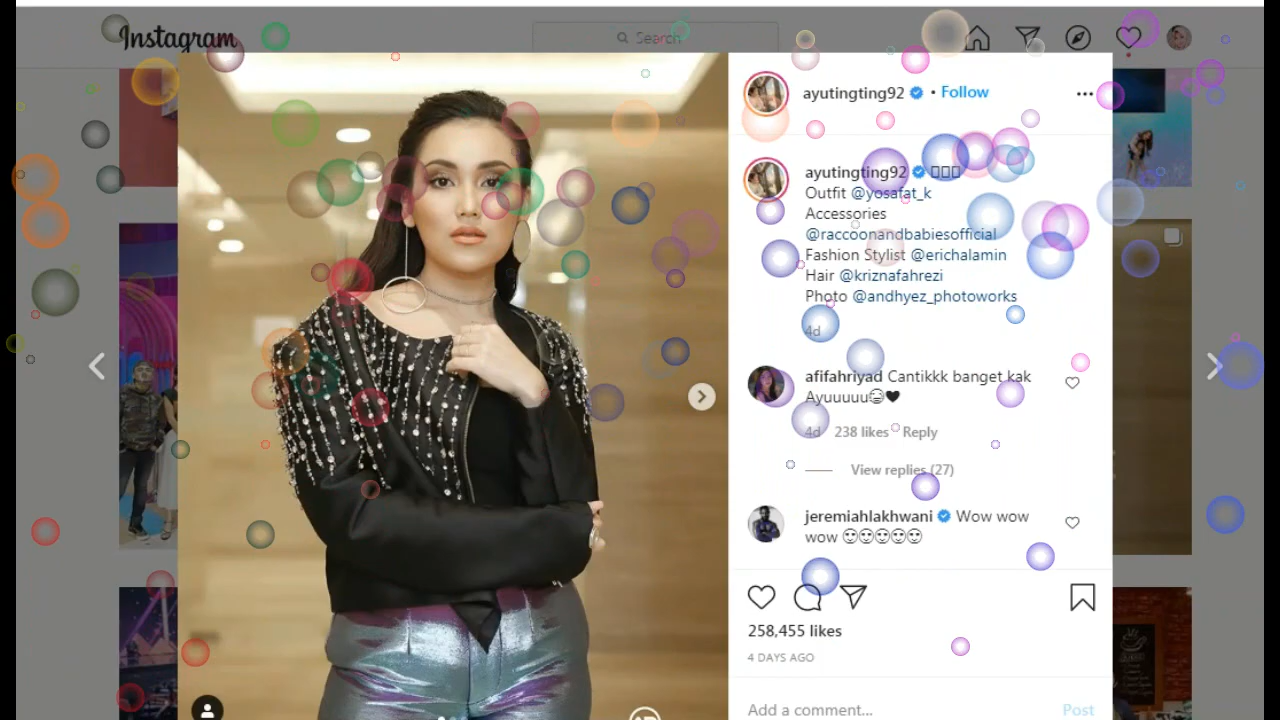 Instagram
Search
ayutingting92 • Follow
ayutingting92
Outfit @yosafat_k
Accessories
@raccoonandbabiesofficial
Fashion Stylist @erichalamin
Hair @kriznafahrezi
Photo @andhyez_photoworks
4d
afifahriyad Cantikkk banget kak
Ayuuuuu😂🖤
4d 238 likes Reply
View replies (27)
jeremiahlakhwani Wow wow
wow 😍😍😍😍😍
258,455 likes
4 DAYS AGO
Add a comment... Post